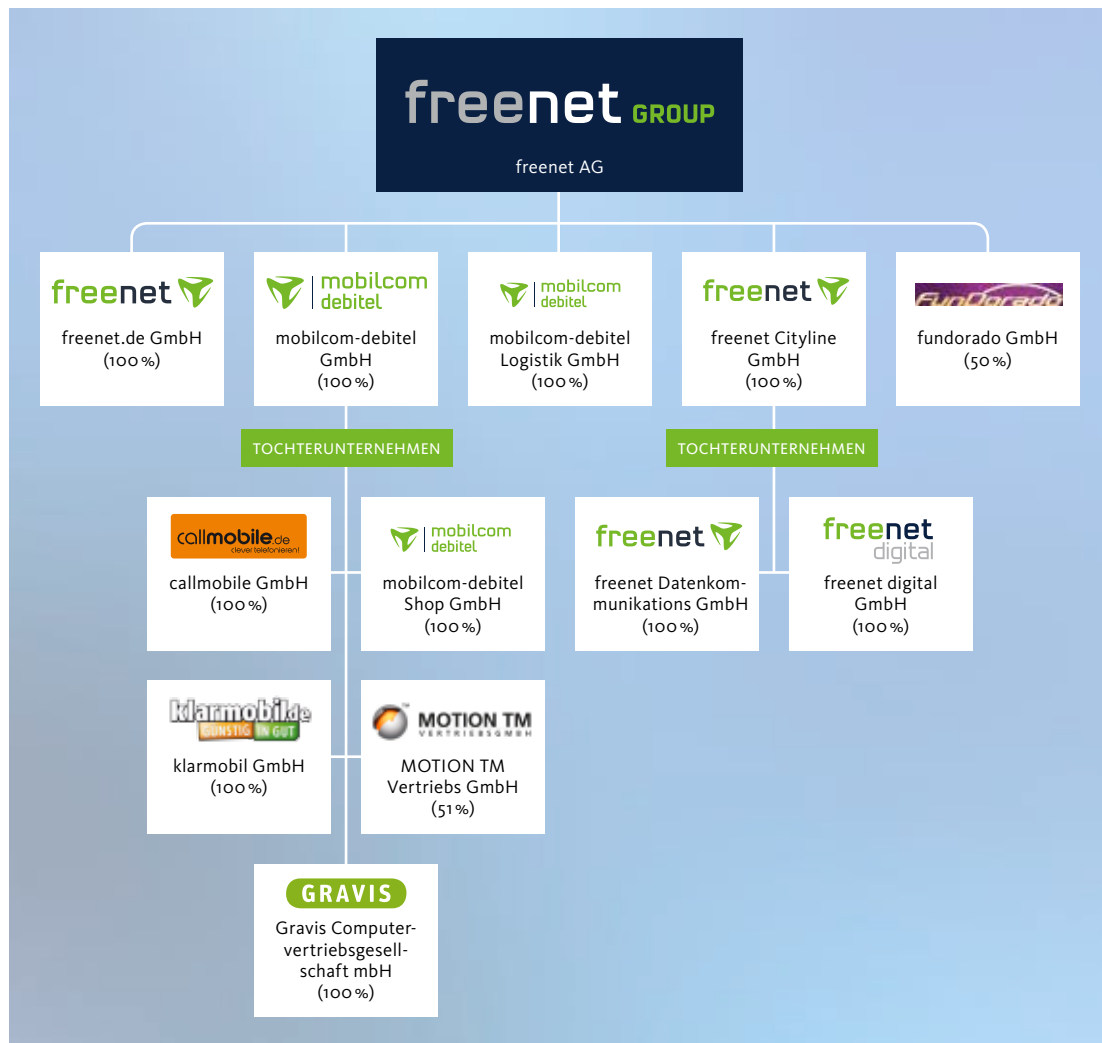 freenet GROUP
freenet AG
freenet
freenet.de GmbH
(100 %)
mobilcom
debitel
mobilcom-debitel
GmbH
(100 %)
mobilcom
debitel
mobilcom-debitel
Logistik GmbH
(100 %)
freenet
freenet Cityline
GmbH
(100 %)
FunDorado
fundorado GmbH
(50 %)
TOCHTERUNTERNEHMEN
TOCHTERUNTERNEHMEN
callmobile.de
clever telefonieren!
callmobile GmbH
(100 %)
mobilcom
debitel
mobilcom-debitel
Shop GmbH
(100 %)
freenet
freenet Datenkom-
munikations GmbH
(100 %)
freenet
digital
freenet digital
GmbH
(100 %)
klarmobil.de
GÜNSTIG IN GUT
klarmobil GmbH
(100 %)
MOTION TM
VERTRIEBSGMBH
MOTION TM
Vertriebs GmbH
(51 %)
GRAVIS
Gravis Computer-
vertriebsgesell-
schaft mbH
(100 %)